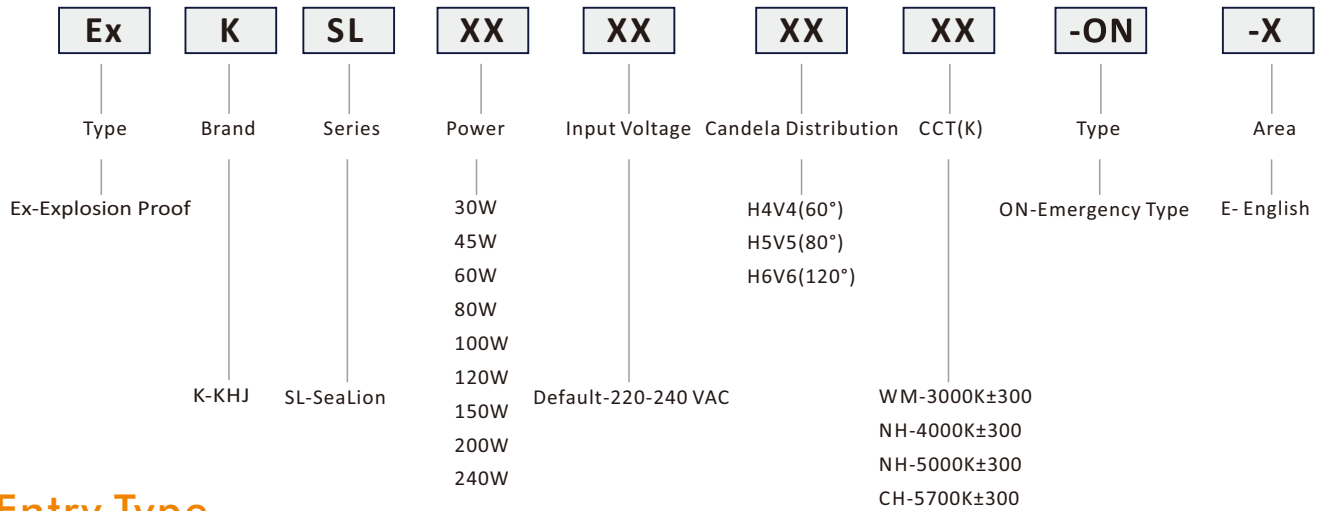 Ex K SL XX XX XX XX -ON -X
Type Brand Series Power Input Voltage Candela Distribution CCT(K) Type Area
Ex-Explosion Proof
K-KHJ
SL-SeaLion
30W
45W
60W
80W
100W
120W
150W
200W
240W
Default-220-240 VAC
H4V4(60°)
H5V5(80°)
H6V6(120°)
WM-3000K±300
NH-4000K±300
NH-5000K±300
CH-5700K±300
ON-Emergency Type
E- English
Entry Type